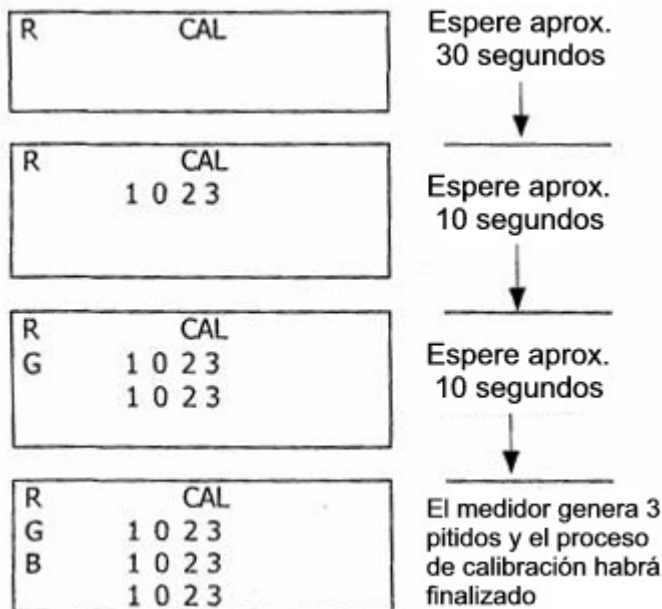 R CAL
Espere aprox.
30 segundos
R CAL
1 0 2 3
Espere aprox.
10 segundos
R CAL
G 1 0 2 3
1 0 2 3
Espere aprox.
10 segundos
R CAL
G 1 0 2 3
B 1 0 2 3
1 0 2 3
El medidor genera 3
pitidos y el proceso
de calibración habrá
finalizado